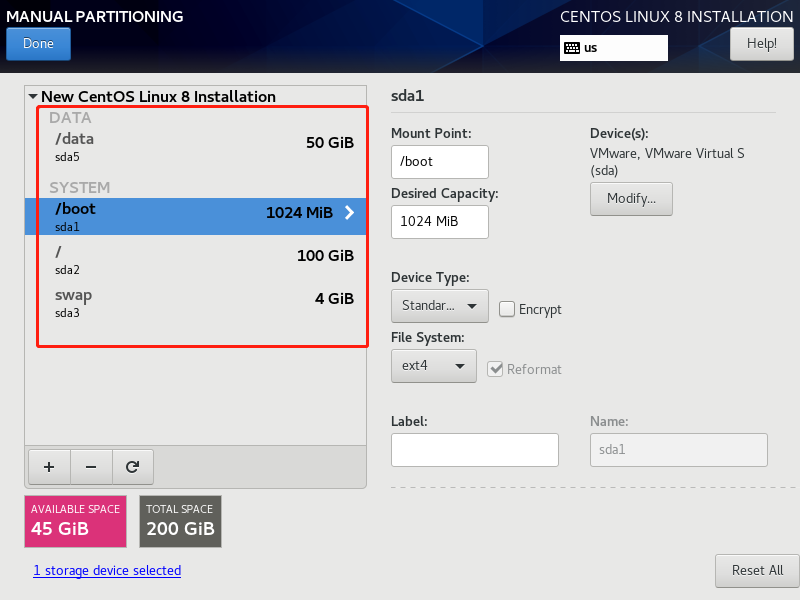 MANUAL PARTITIONING
CENTOS LINUX 8 INSTALLATION
Done
us
Help!
New CentOS Linux 8 Installation
DATA
/data
50 GiB
sda5
SYSTEM
/boot
1024 MiB
sda1
/
100 GiB
sda2
swap
4 GiB
sda3
+
−
AVAILABLE SPACE
45 GiB
TOTAL SPACE
200 GiB
1 storage device selected
sda1
Mount Point:
/boot
Desired Capacity:
1024 MiB
Device(s):
VMware, VMware Virtual S
(sda)
Modify...
Device Type:
Standar...
Encrypt
File System:
ext4
Reformat
Label:
Name:
sda1
Reset All